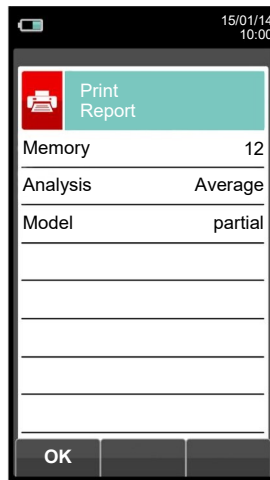 15/01/14
10:00
Print
Report
Memory 12
Analysis Average
Model partial
OK